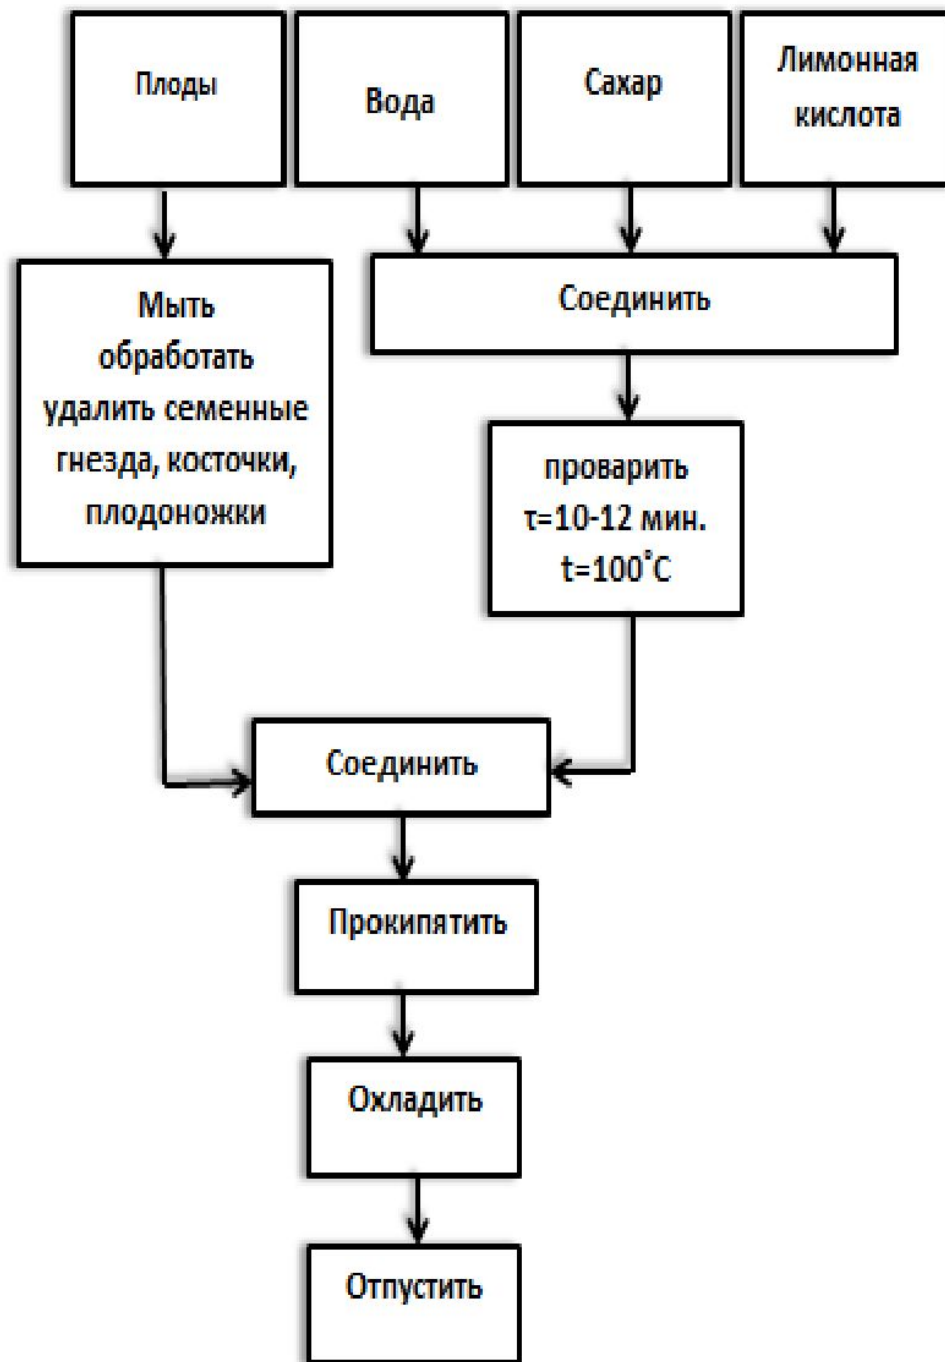 Плоды
Вода
Сахар
Лимонная
кислота
Мыть
обработать
удалить семенные
гнезда, косточки,
плодоножки
Соединить
проварить
τ=10-12 мин.
t=100˚С
Соединить
Прокипятить
Охладить
Отпустить